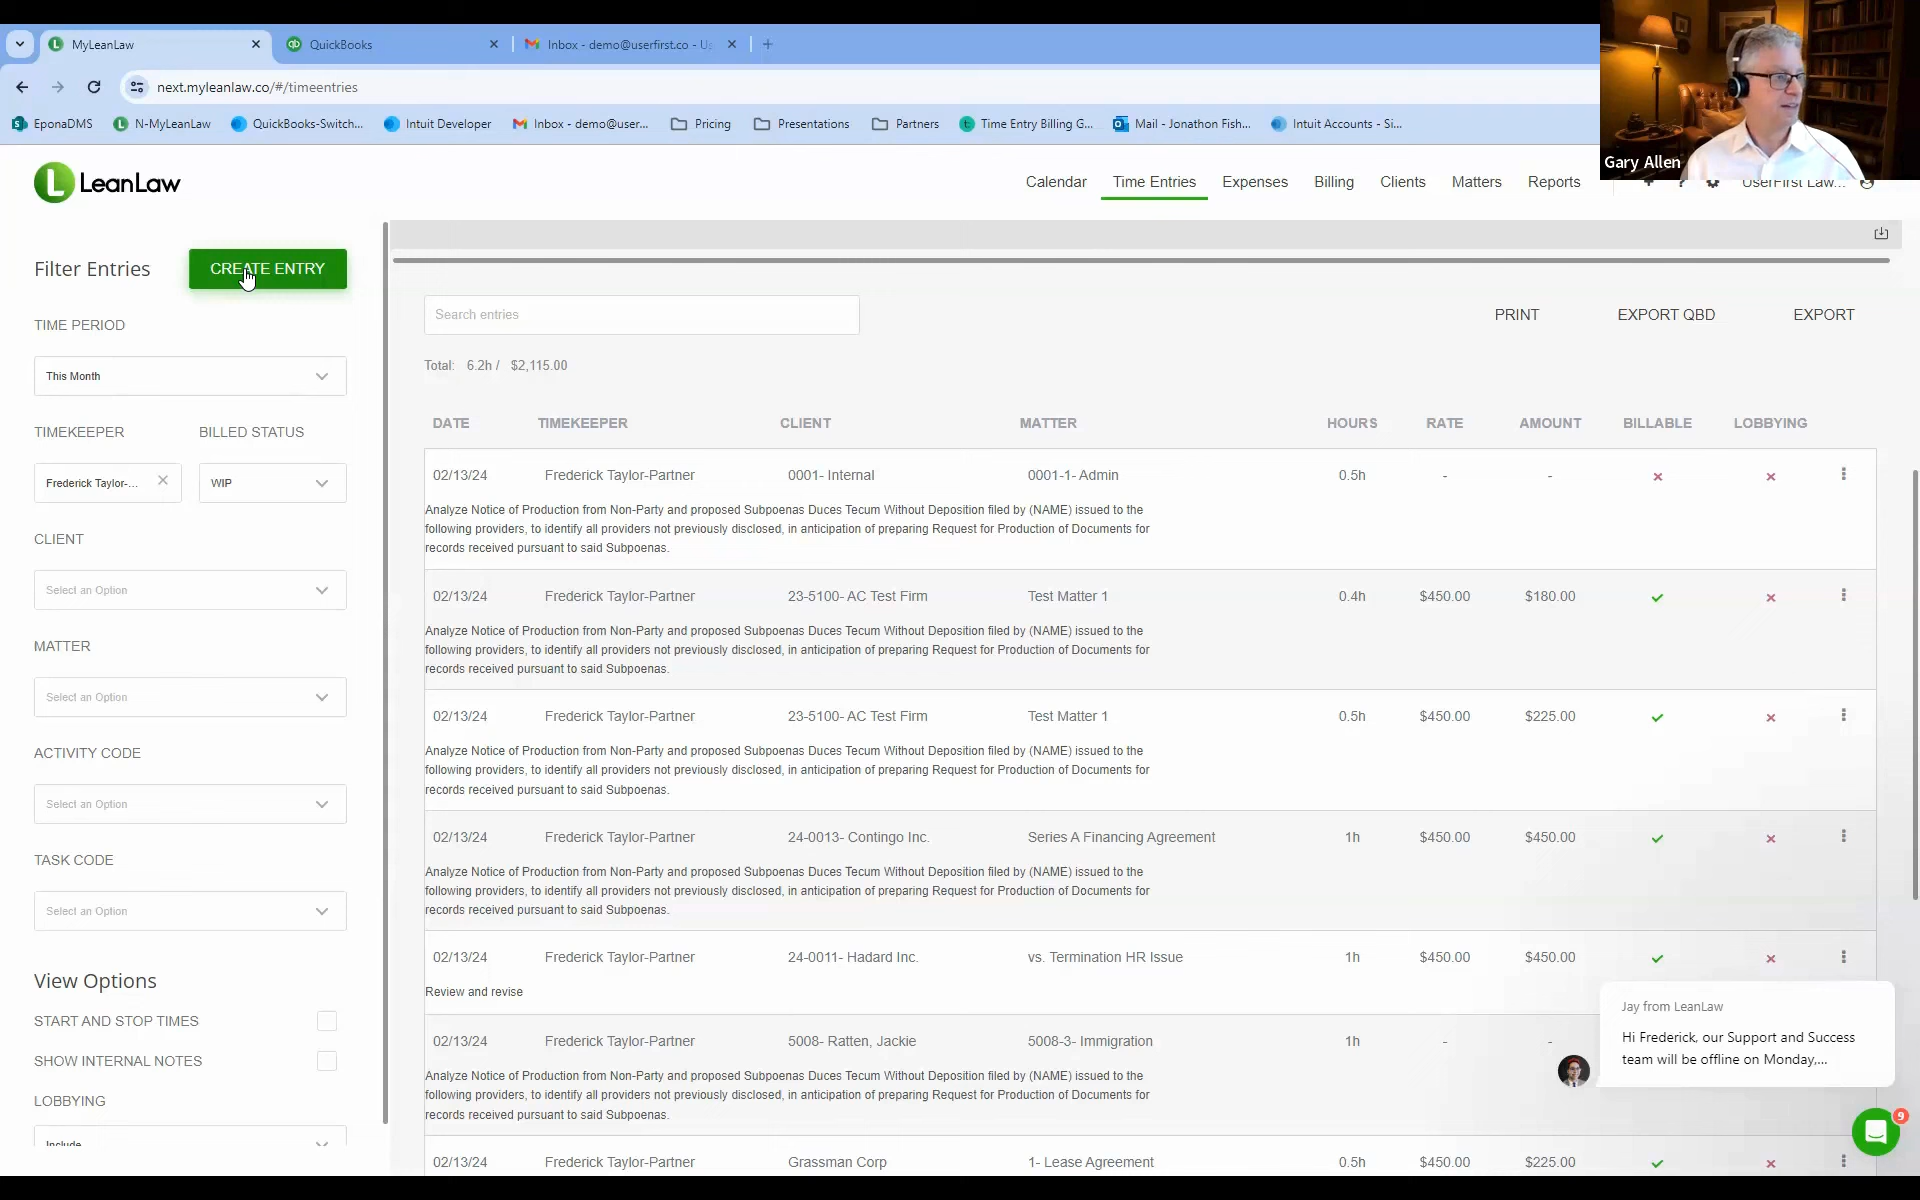 MyLeanLaw
QuickBooks
Inbox - demo@userfirst.co - Us
next.myleanlaw.co/#/timeentries
EponaDMS
N-MyLeanLaw
QuickBooks-Switch...
Intuit Developer
Inbox - demo@user...
Pricing
Presentations
Partners
Time Entry Billing G...
Mail - Jonathon Fish...
Intuit Accounts - Si...
Gary Allen
L LeanLaw
Calendar
Time Entries
Expenses
Billing
Clients
Matters
Reports
UserFirst Law...
Filter Entries
CREATE ENTRY
TIME PERIOD
This Month
TIMEKEEPER
BILLED STATUS
Frederick Taylor-...
WIP
CLIENT
Select an Option
MATTER
Select an Option
ACTIVITY CODE
Select an Option
TASK CODE
Select an Option
View Options
START AND STOP TIMES
SHOW INTERNAL NOTES
LOBBYING
Include
Search entries
PRINT
EXPORT QBD
EXPORT
Total: 6.2h / $2,115.00
DATE TIMEKEEPER CLIENT MATTER HOURS RATE AMOUNT BILLABLE LOBBYING
02/13/24 Frederick Taylor-Partner 0001- Internal 0001-1- Admin 0.5h - -
Analyze Notice of Production from Non-Party and proposed Subpoenas Duces Tecum Without Deposition filed by (NAME) issued to the
following providers, to identify all providers not previously disclosed, in anticipation of preparing Request for Production of Documents for
records received pursuant to said Subpoenas.
02/13/24 Frederick Taylor-Partner 23-5100- AC Test Firm Test Matter 1 0.4h $450.00 $180.00
Analyze Notice of Production from Non-Party and proposed Subpoenas Duces Tecum Without Deposition filed by (NAME) issued to the
following providers, to identify all providers not previously disclosed, in anticipation of preparing Request for Production of Documents for
records received pursuant to said Subpoenas.
02/13/24 Frederick Taylor-Partner 23-5100- AC Test Firm Test Matter 1 0.5h $450.00 $225.00
Analyze Notice of Production from Non-Party and proposed Subpoenas Duces Tecum Without Deposition filed by (NAME) issued to the
following providers, to identify all providers not previously disclosed, in anticipation of preparing Request for Production of Documents for
records received pursuant to said Subpoenas.
02/13/24 Frederick Taylor-Partner 24-0013- Contingo Inc. Series A Financing Agreement 1h $450.00 $450.00
Analyze Notice of Production from Non-Party and proposed Subpoenas Duces Tecum Without Deposition filed by (NAME) issued to the
following providers, to identify all providers not previously disclosed, in anticipation of preparing Request for Production of Documents for
records received pursuant to said Subpoenas.
02/13/24 Frederick Taylor-Partner 24-0011- Hadard Inc. vs. Termination HR Issue 1h $450.00 $450.00
Review and revise
02/13/24 Frederick Taylor-Partner 5008- Ratten, Jackie 5008-3- Immigration 1h - -
Analyze Notice of Production from Non-Party and proposed Subpoenas Duces Tecum Without Deposition filed by (NAME) issued to the
following providers, to identify all providers not previously disclosed, in anticipation of preparing Request for Production of Documents for
records received pursuant to said Subpoenas.
02/13/24 Frederick Taylor-Partner Grassman Corp 1- Lease Agreement 0.5h $450.00 $225.00
Jay from LeanLaw
Hi Frederick, our Support and Success
team will be offline on Monday,...
9